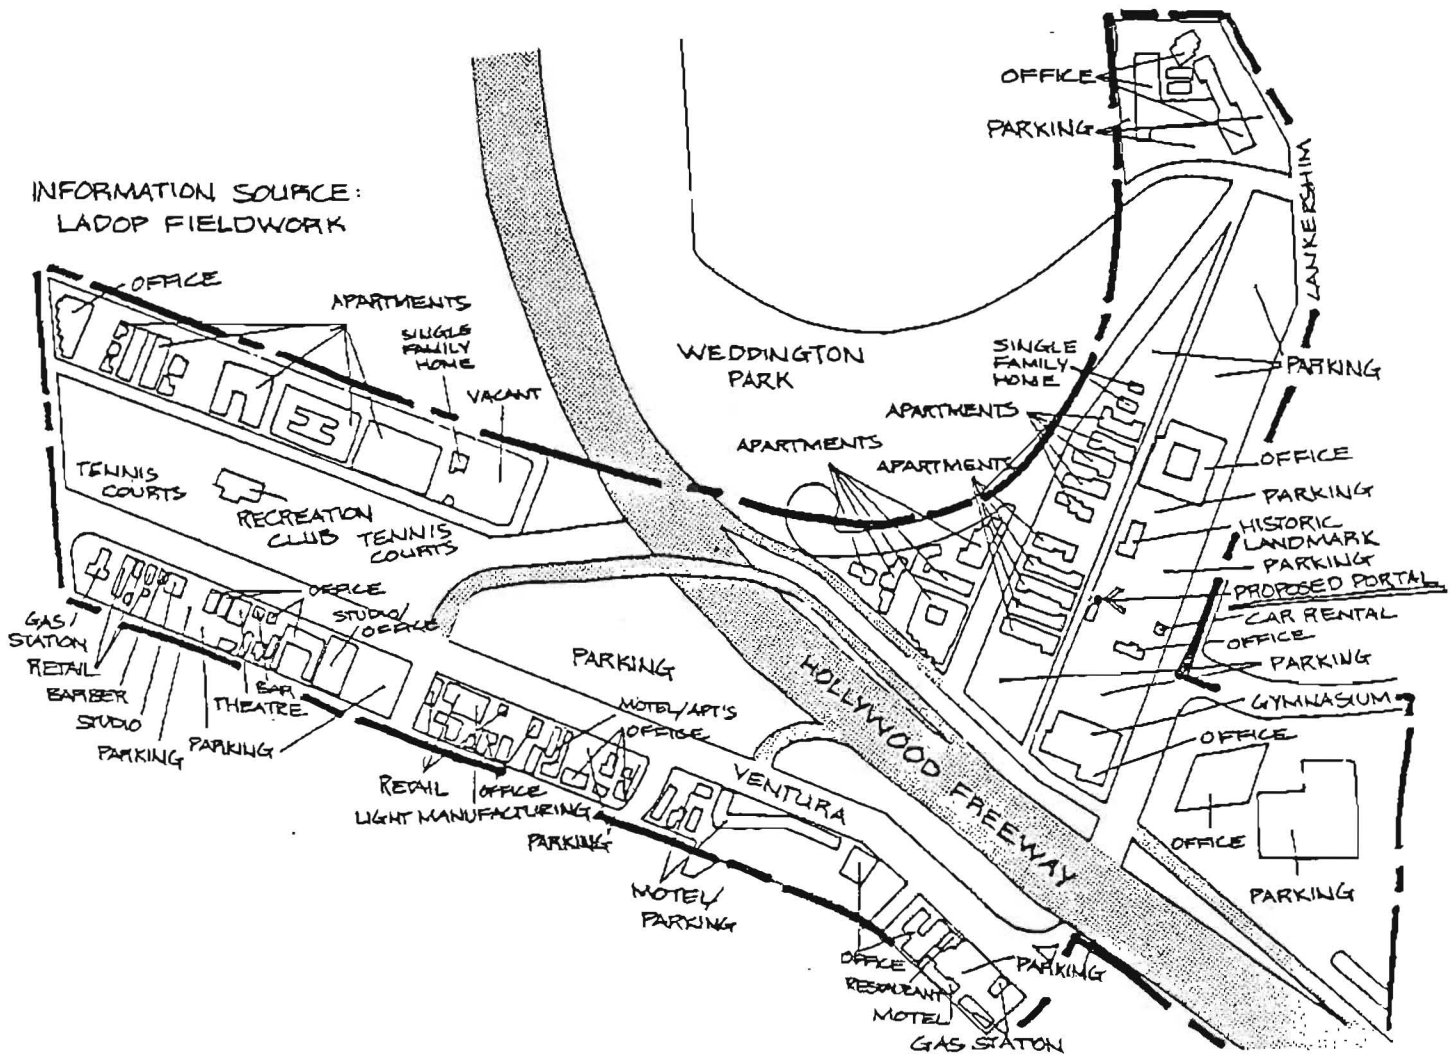 INFORMATION SOURCE:
LADOP FIELDWORK
OFFICE
PARKING
LANKERSHIM
OFFICE
APARTMENTS
SINGLE
FAMILY
HOME
VACANT
WEDDINGTON
PARK
SINGLE
FAMILY
HOME
APARTMENTS
APARTMENTS
APARTMENTS
PARKING
OFFICE
PARKING
HISTORIC
LANDMARK
PARKING
PROPOSED PORTAL
CAR RENTAL
OFFICE
PARKING
GYMNASIUM
OFFICE
OFFICE
PARKING
TENNIS
COURTS
RECREATION
CLUB
TENNIS
COURTS
OFFICE
STUDIO/
OFFICE
GAS/
STATION
RETAIL
BARBER
STUDIO
PARKING
BAR
THEATRE
PARKING
PARKING
MOTEL/APT'S
OFFICE
RETAIL
OFFICE
LIGHT MANUFACTURING
PARKING
VENTURA
HOLLYWOOD FREEWAY
MOTEL/
PARKING
OFFICE
RESTAURANT
MOTEL
PARKING
GAS STATON